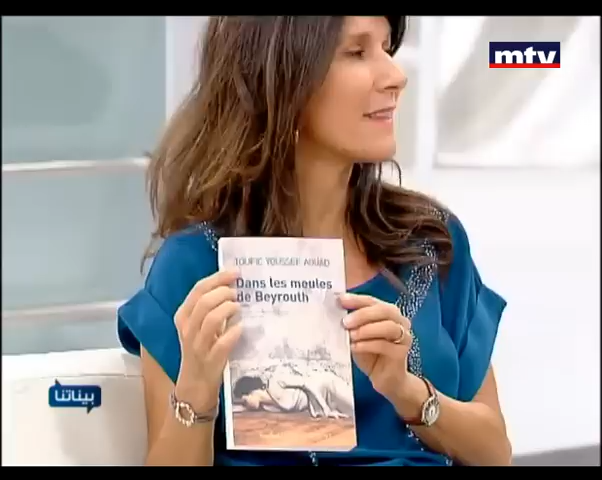 mtv
TOUFIC YOUSSEF AOUAD
Dans les meules
de Beyrouth
بيناتنا